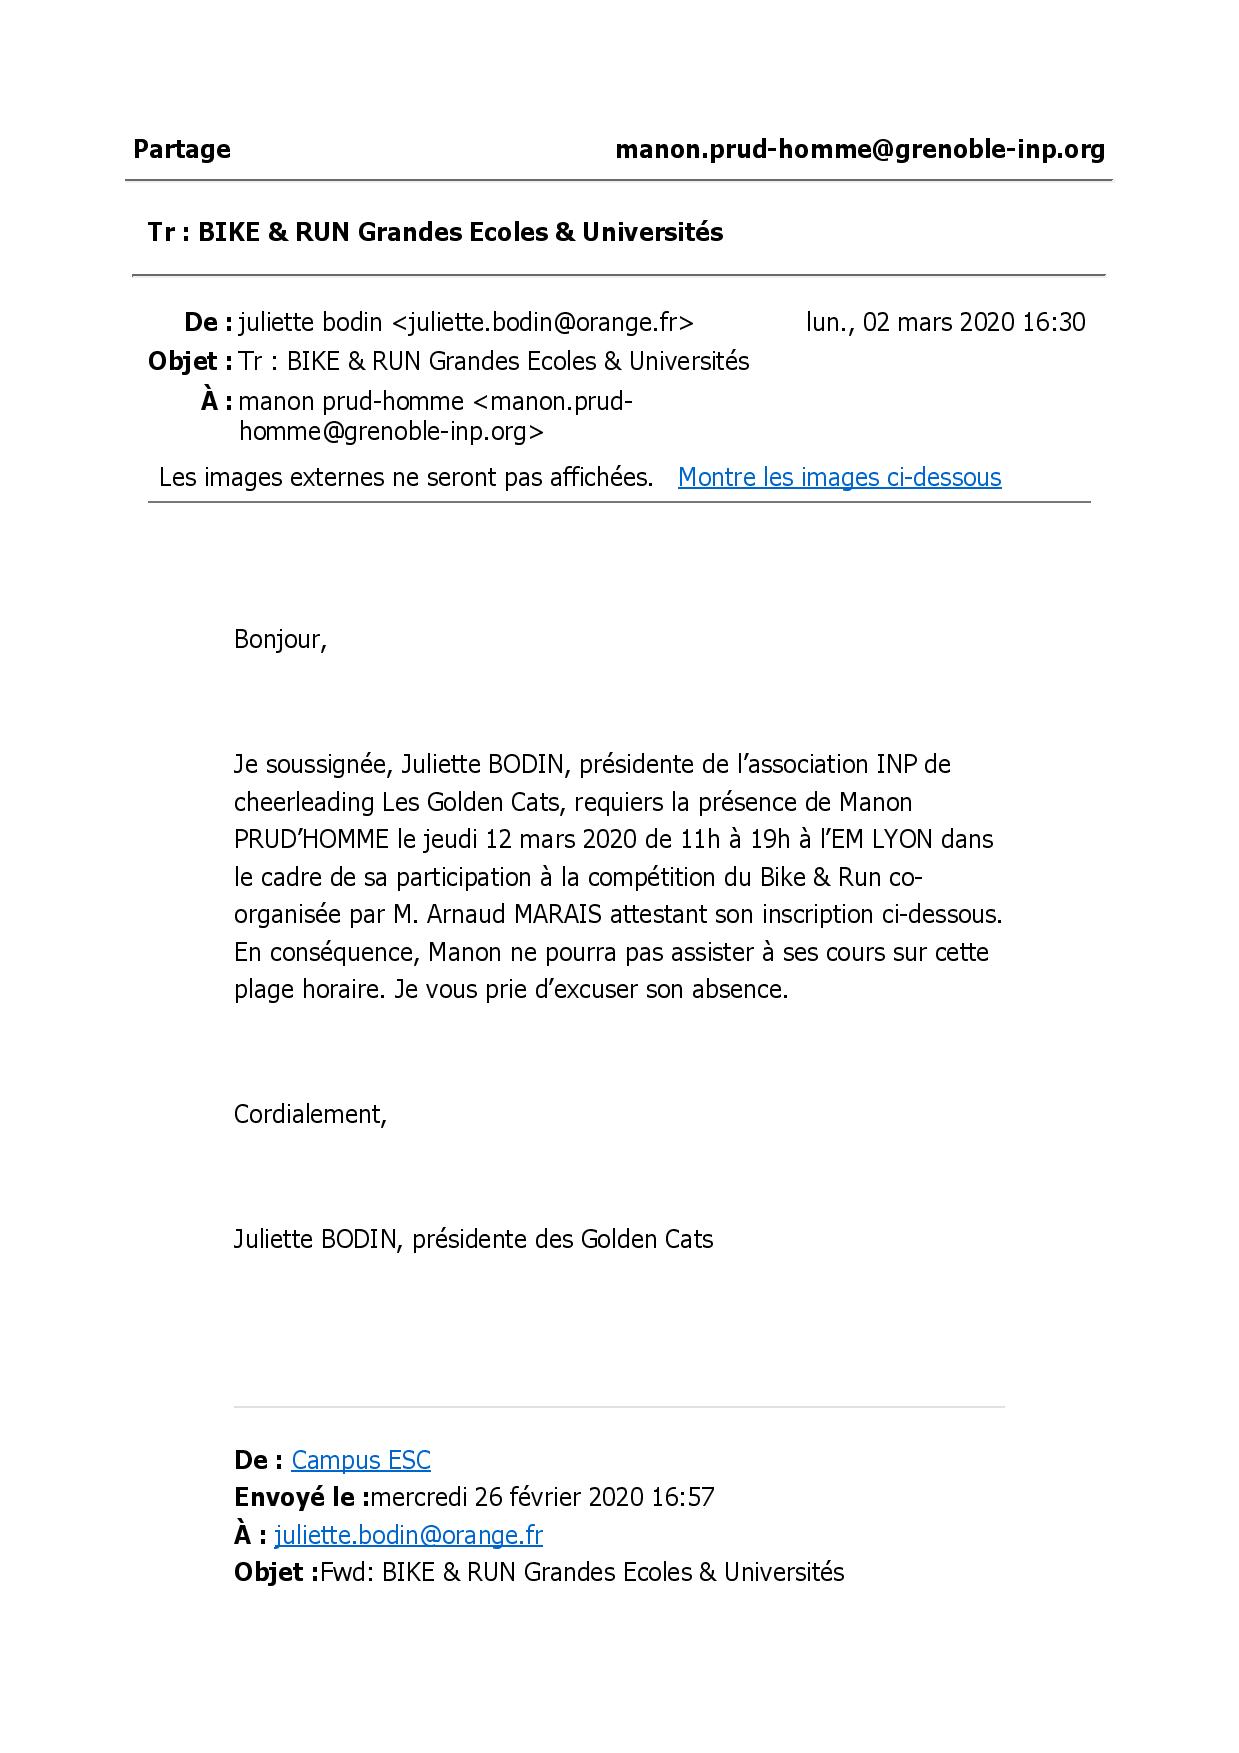 Partage manon.prud-homme@grenoble-inp.org
Tr : BIKE & RUN Grandes Ecoles & Universités
De : juliette bodin <juliette.bodin@orange.fr> lun., 02 mars 2020 16:30
Objet : Tr : BIKE & RUN Grandes Ecoles & Universités
À : manon prud-homme <manon.prud-
homme@grenoble-inp.org>
Les images externes ne seront pas affichées. Montre les images ci-dessous
Bonjour,
Je soussignée, Juliette BODIN, présidente de l’association INP de
cheerleading Les Golden Cats, requiers la présence de Manon
PRUD’HOMME le jeudi 12 mars 2020 de 11h à 19h à l’EM LYON dans
le cadre de sa participation à la compétition du Bike & Run co-
organisée par M. Arnaud MARAIS attestant son inscription ci-dessous.
En conséquence, Manon ne pourra pas assister à ses cours sur cette
plage horaire. Je vous prie d’excuser son absence.
Cordialement,
Juliette BODIN, présidente des Golden Cats
De : Campus ESC
Envoyé le :mercredi 26 février 2020 16:57
À : juliette.bodin@orange.fr
Objet :Fwd: BIKE & RUN Grandes Ecoles & Universités